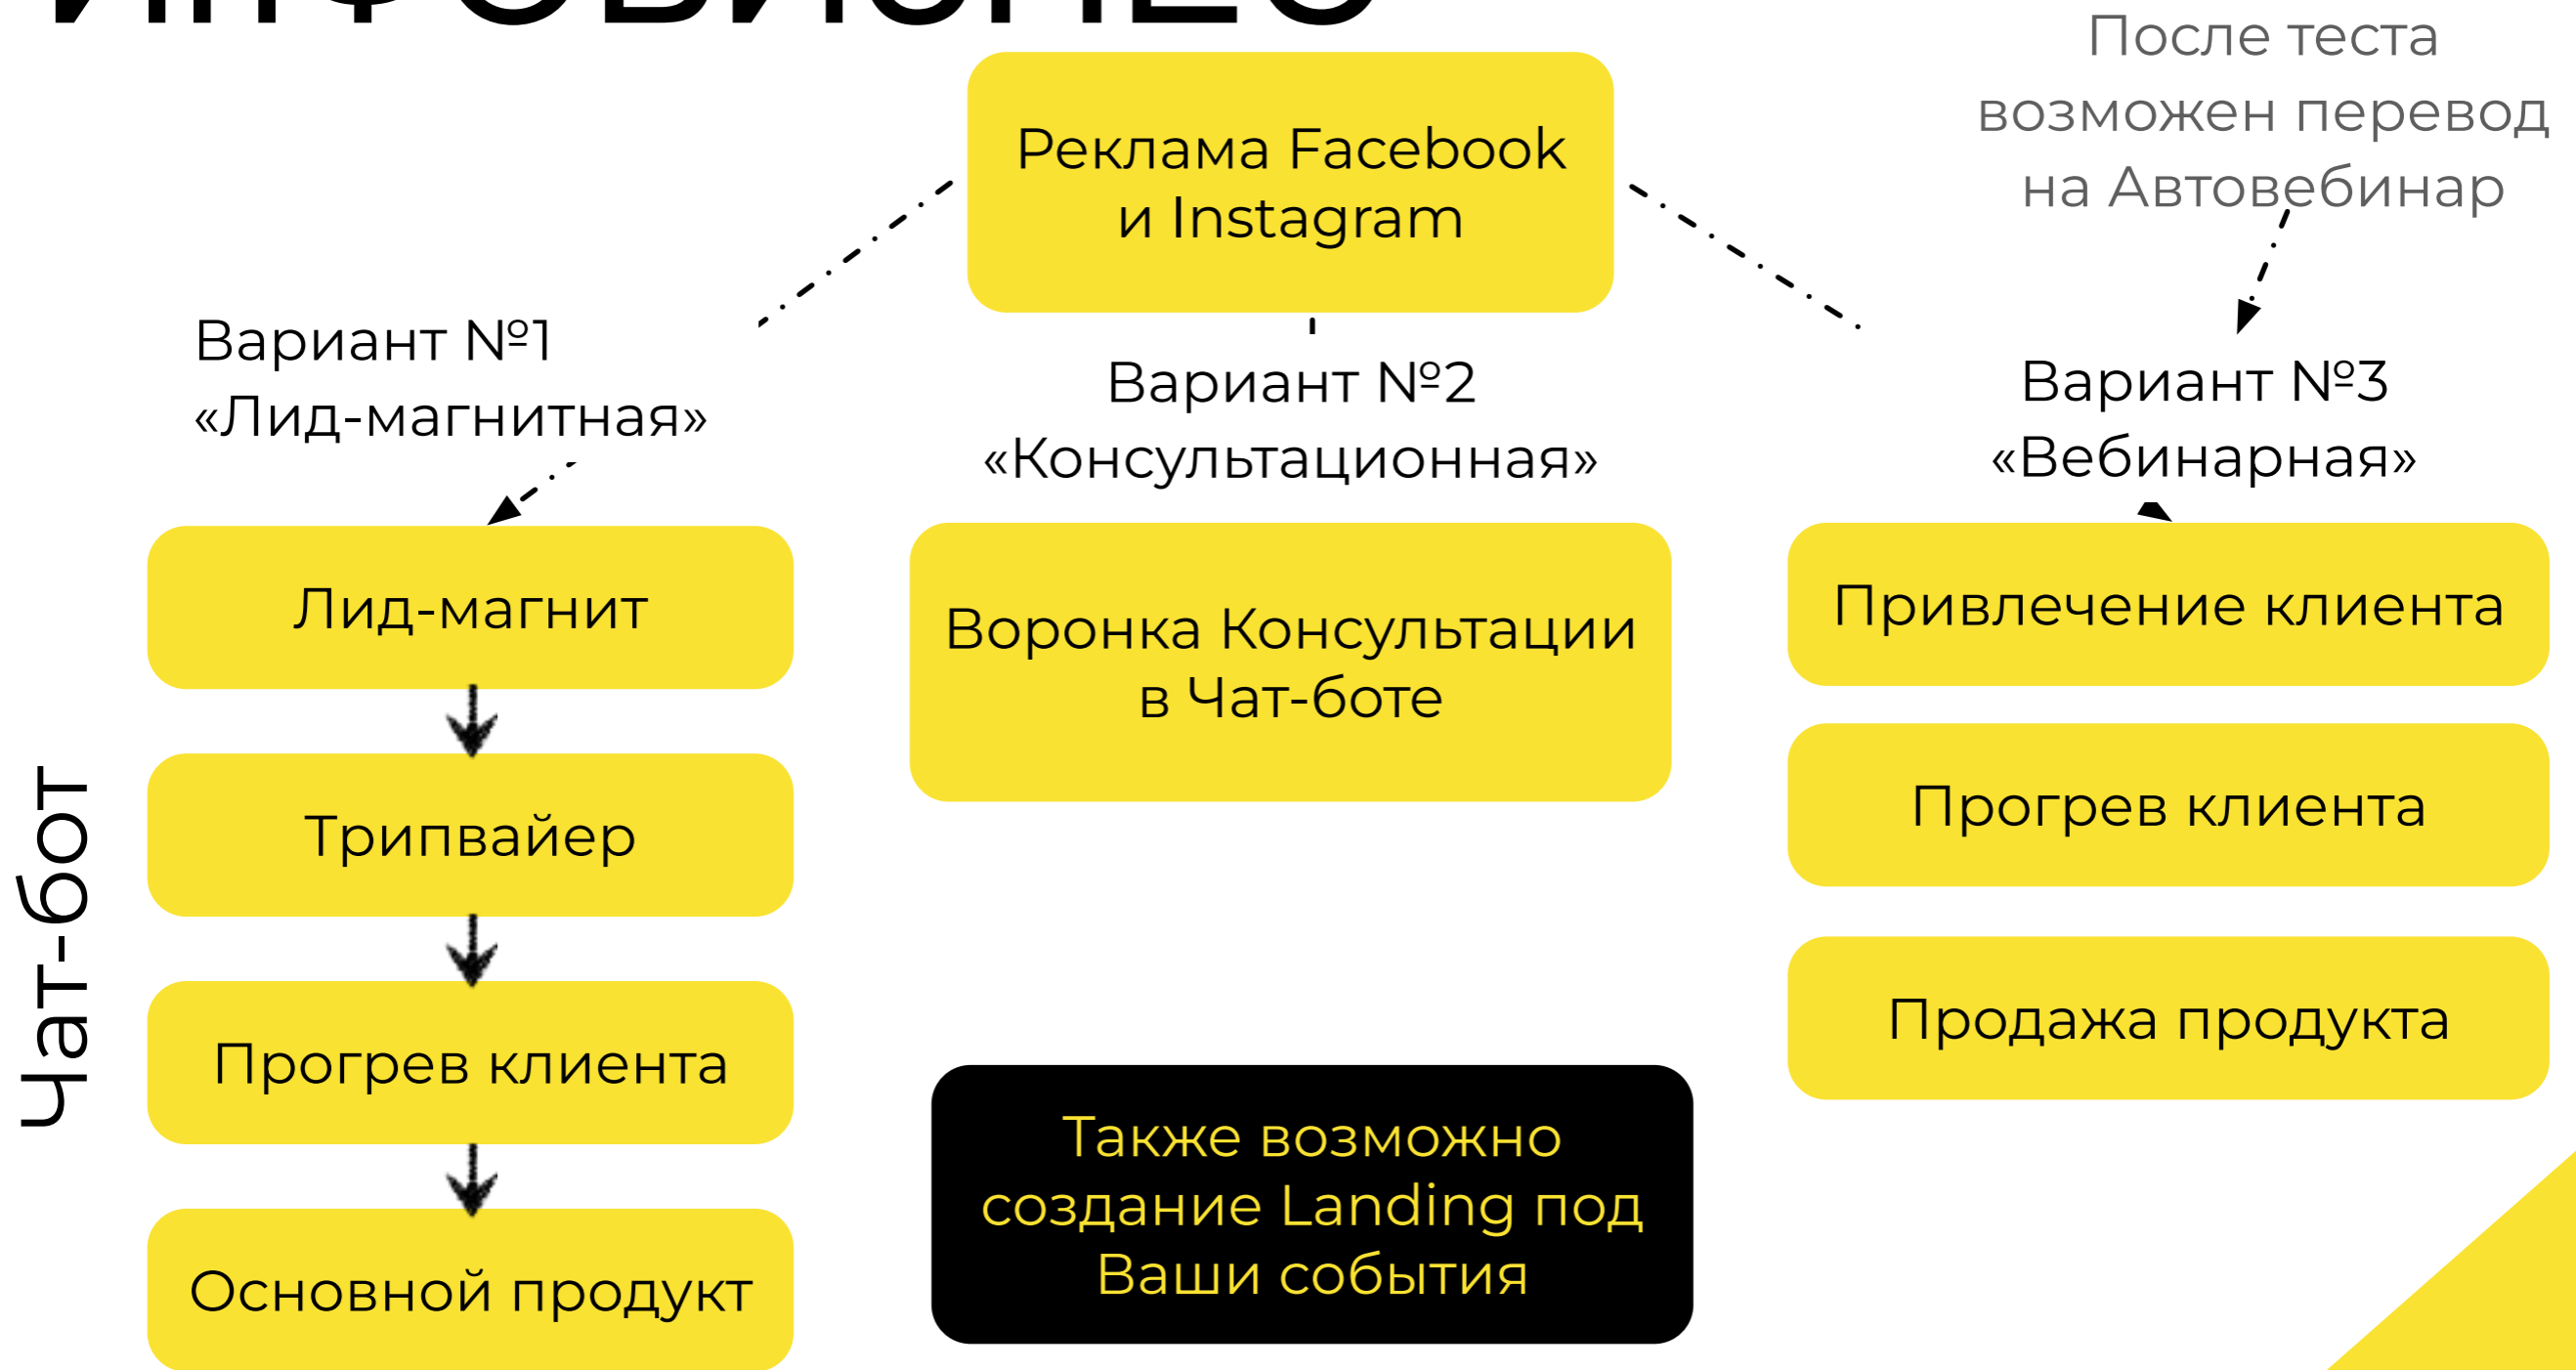 ИНФОБИЗНЕС
После теста
возможен перевод
на Автовебинар
Реклама Facebook
и Instagram
Вариант №1
«Лид-магнитная»
Вариант №2
«Консультационная»
Вариант №3
«Вебинарная»
Чат-бот
Лид-магнит
Трипвайер
Прогрев клиента
Основной продукт
Воронка Консультации
в Чат-боте
Также возможно
создание Landing под
Ваши события
Привлечение клиента
Прогрев клиента
Продажа продукта